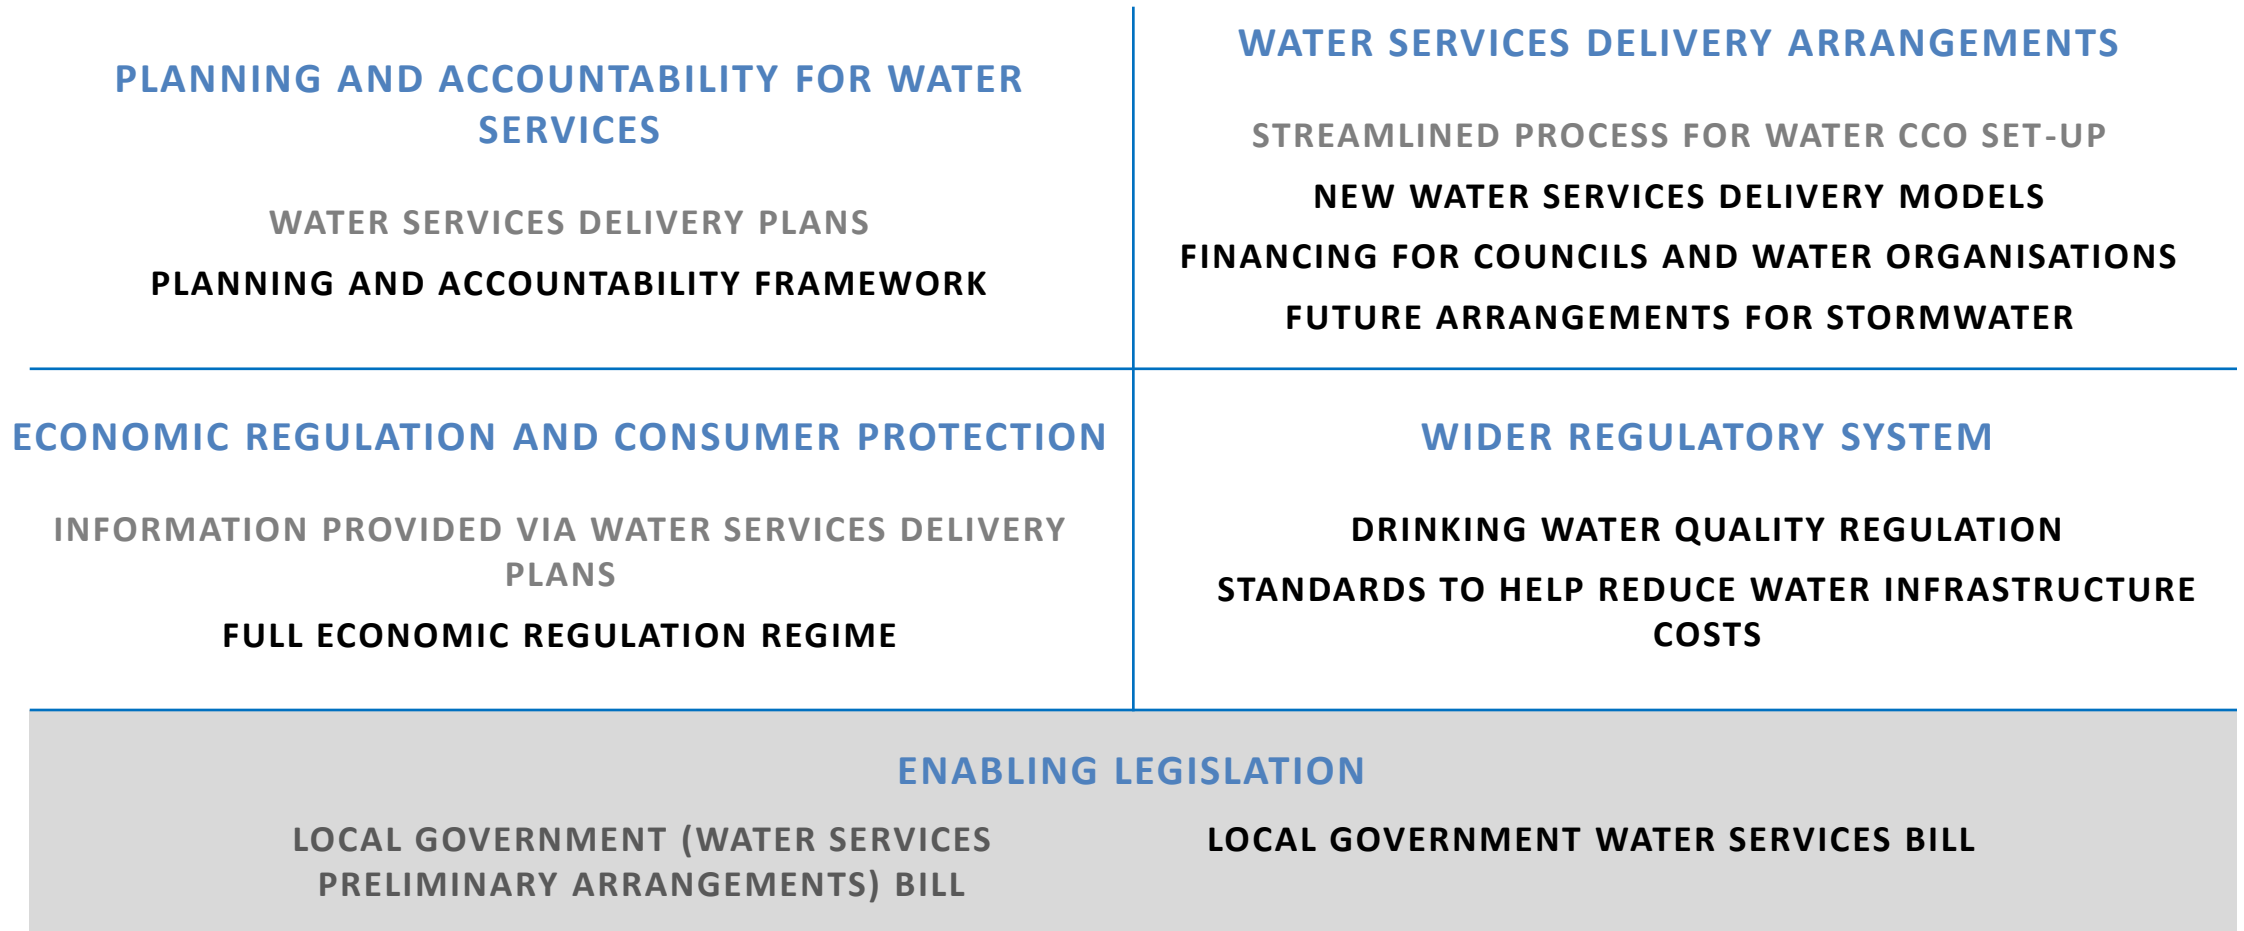 PLANNING AND ACCOUNTABILITY FOR WATER
SERVICES
WATER SERVICES DELIVERY PLANS
PLANNING AND ACCOUNTABILITY FRAMEWORK
WATER SERVICES DELIVERY ARRANGEMENTS
STREAMLINED PROCESS FOR WATER CCO SET-UP
NEW WATER SERVICES DELIVERY MODELS
FINANCING FOR COUNCILS AND WATER ORGANISATIONS
FUTURE ARRANGEMENTS FOR STORMWATER
ECONOMIC REGULATION AND CONSUMER PROTECTION
INFORMATION PROVIDED VIA WATER SERVICES DELIVERY
PLANS
FULL ECONOMIC REGULATION REGIME
WIDER REGULATORY SYSTEM
DRINKING WATER QUALITY REGULATION
STANDARDS TO HELP REDUCE WATER INFRASTRUCTURE
COSTS
ENABLING LEGISLATION
LOCAL GOVERNMENT (WATER SERVICES
PRELIMINARY ARRANGEMENTS) BILL
LOCAL GOVERNMENT WATER SERVICES BILL